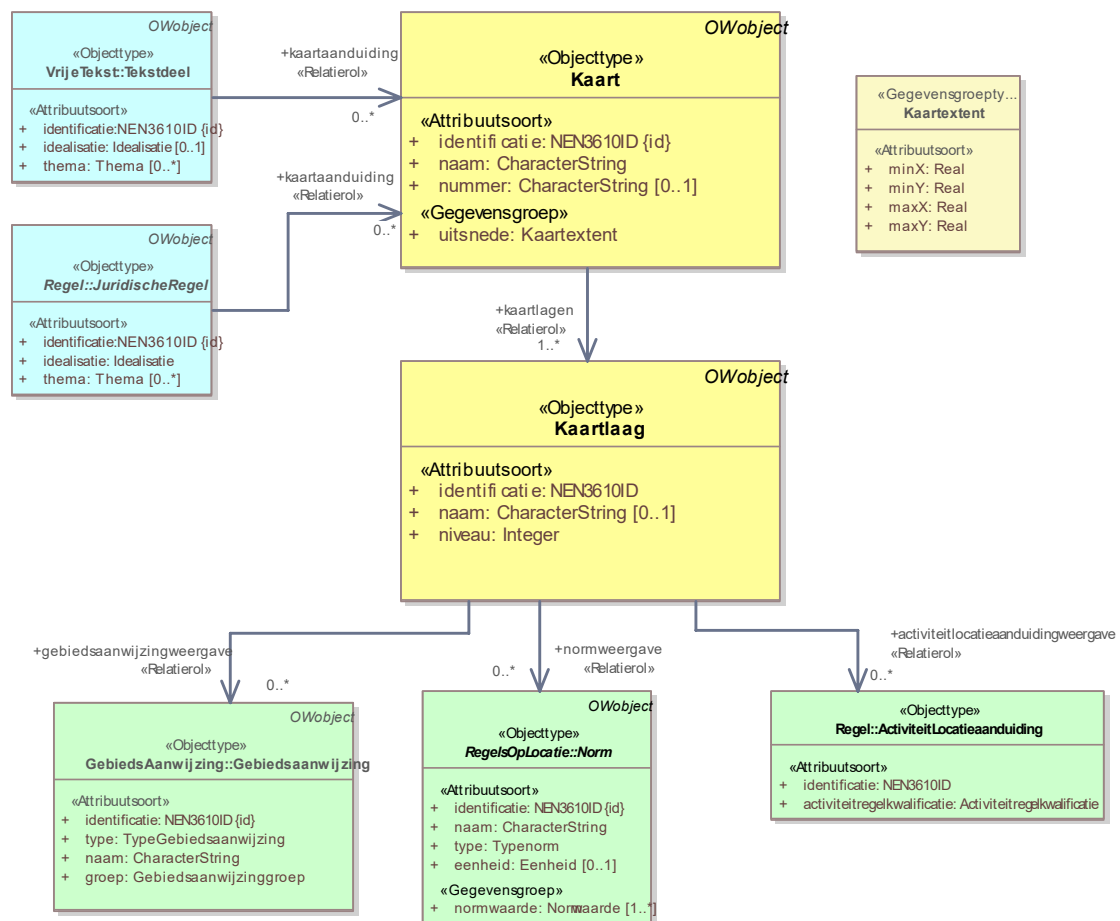 OWobject
«Objecttype»
VrijeTekst::Tekstdeel
«Attribuutsoort»
+ identificatie:NEN3610ID {id}
+ idealisatie: Idealisatie [0..1]
+ thema: Thema [0..*]
+kaartaanduiding
«Relatierol»
0..*
OWobject
«Objecttype»
Kaart
«Attribuutsoort»
+ identificatie: NEN3610ID {id}
+ naam: CharacterString
+ nummer: CharacterString [0..1]
«Gegevensgroep»
+ uitsnede: Kaartextent
«Gegevensgroepty...
Kaartextent
«Attribuutsoort»
+ minX: Real
+ minY: Real
+ maxX: Real
+ maxY: Real
+kaartaanduiding
«Relatierol»
0..*
OWobject
«Objecttype»
Regel::JuridischeRegel
«Attribuutsoort»
+ identificatie:NEN3610ID {id}
+ idealisatie: Idealisatie
+ thema: Thema [0..*]
+kaartlagen
«Relatierol»
1..*
OWobject
«Objecttype»
Kaartlaag
«Attribuutsoort»
+ identificatie: NEN3610ID
+ naam: CharacterString [0..1]
+ niveau: Integer
+gebiedsaanwijzingweergave
«Relatierol»
0..*
+normweergave
«Relatierol»
0..*
+activiteitlocatieaanduidingweergave
«Relatierol»
0..*
OWobject
«Objecttype»
GebiedsAanwijzing::Gebiedsaanwijzing
«Attribuutsoort»
+ identificatie: NEN3610ID {id}
+ type: TypeGebiedsaanwijzing
+ naam: CharacterString
+ groep: Gebiedsaanwijzinggroep
OWobject
«Objecttype»
RegelsOpLocatie::Norm
«Attribuutsoort»
+ identificatie: NEN3610ID {id}
+ naam: CharacterString
+ type: Typenorm
+ eenheid: Eenheid [0..1]
«Gegevensgroep»
+ normwaarde: Normwaarde [1..*]
«Objecttype»
Regel::ActiviteitLocatieaanduiding
«Attribuutsoort»
+ identificatie: NEN3610ID
+ activiteitregelkwalificatie: Activiteitregelkwalificatie